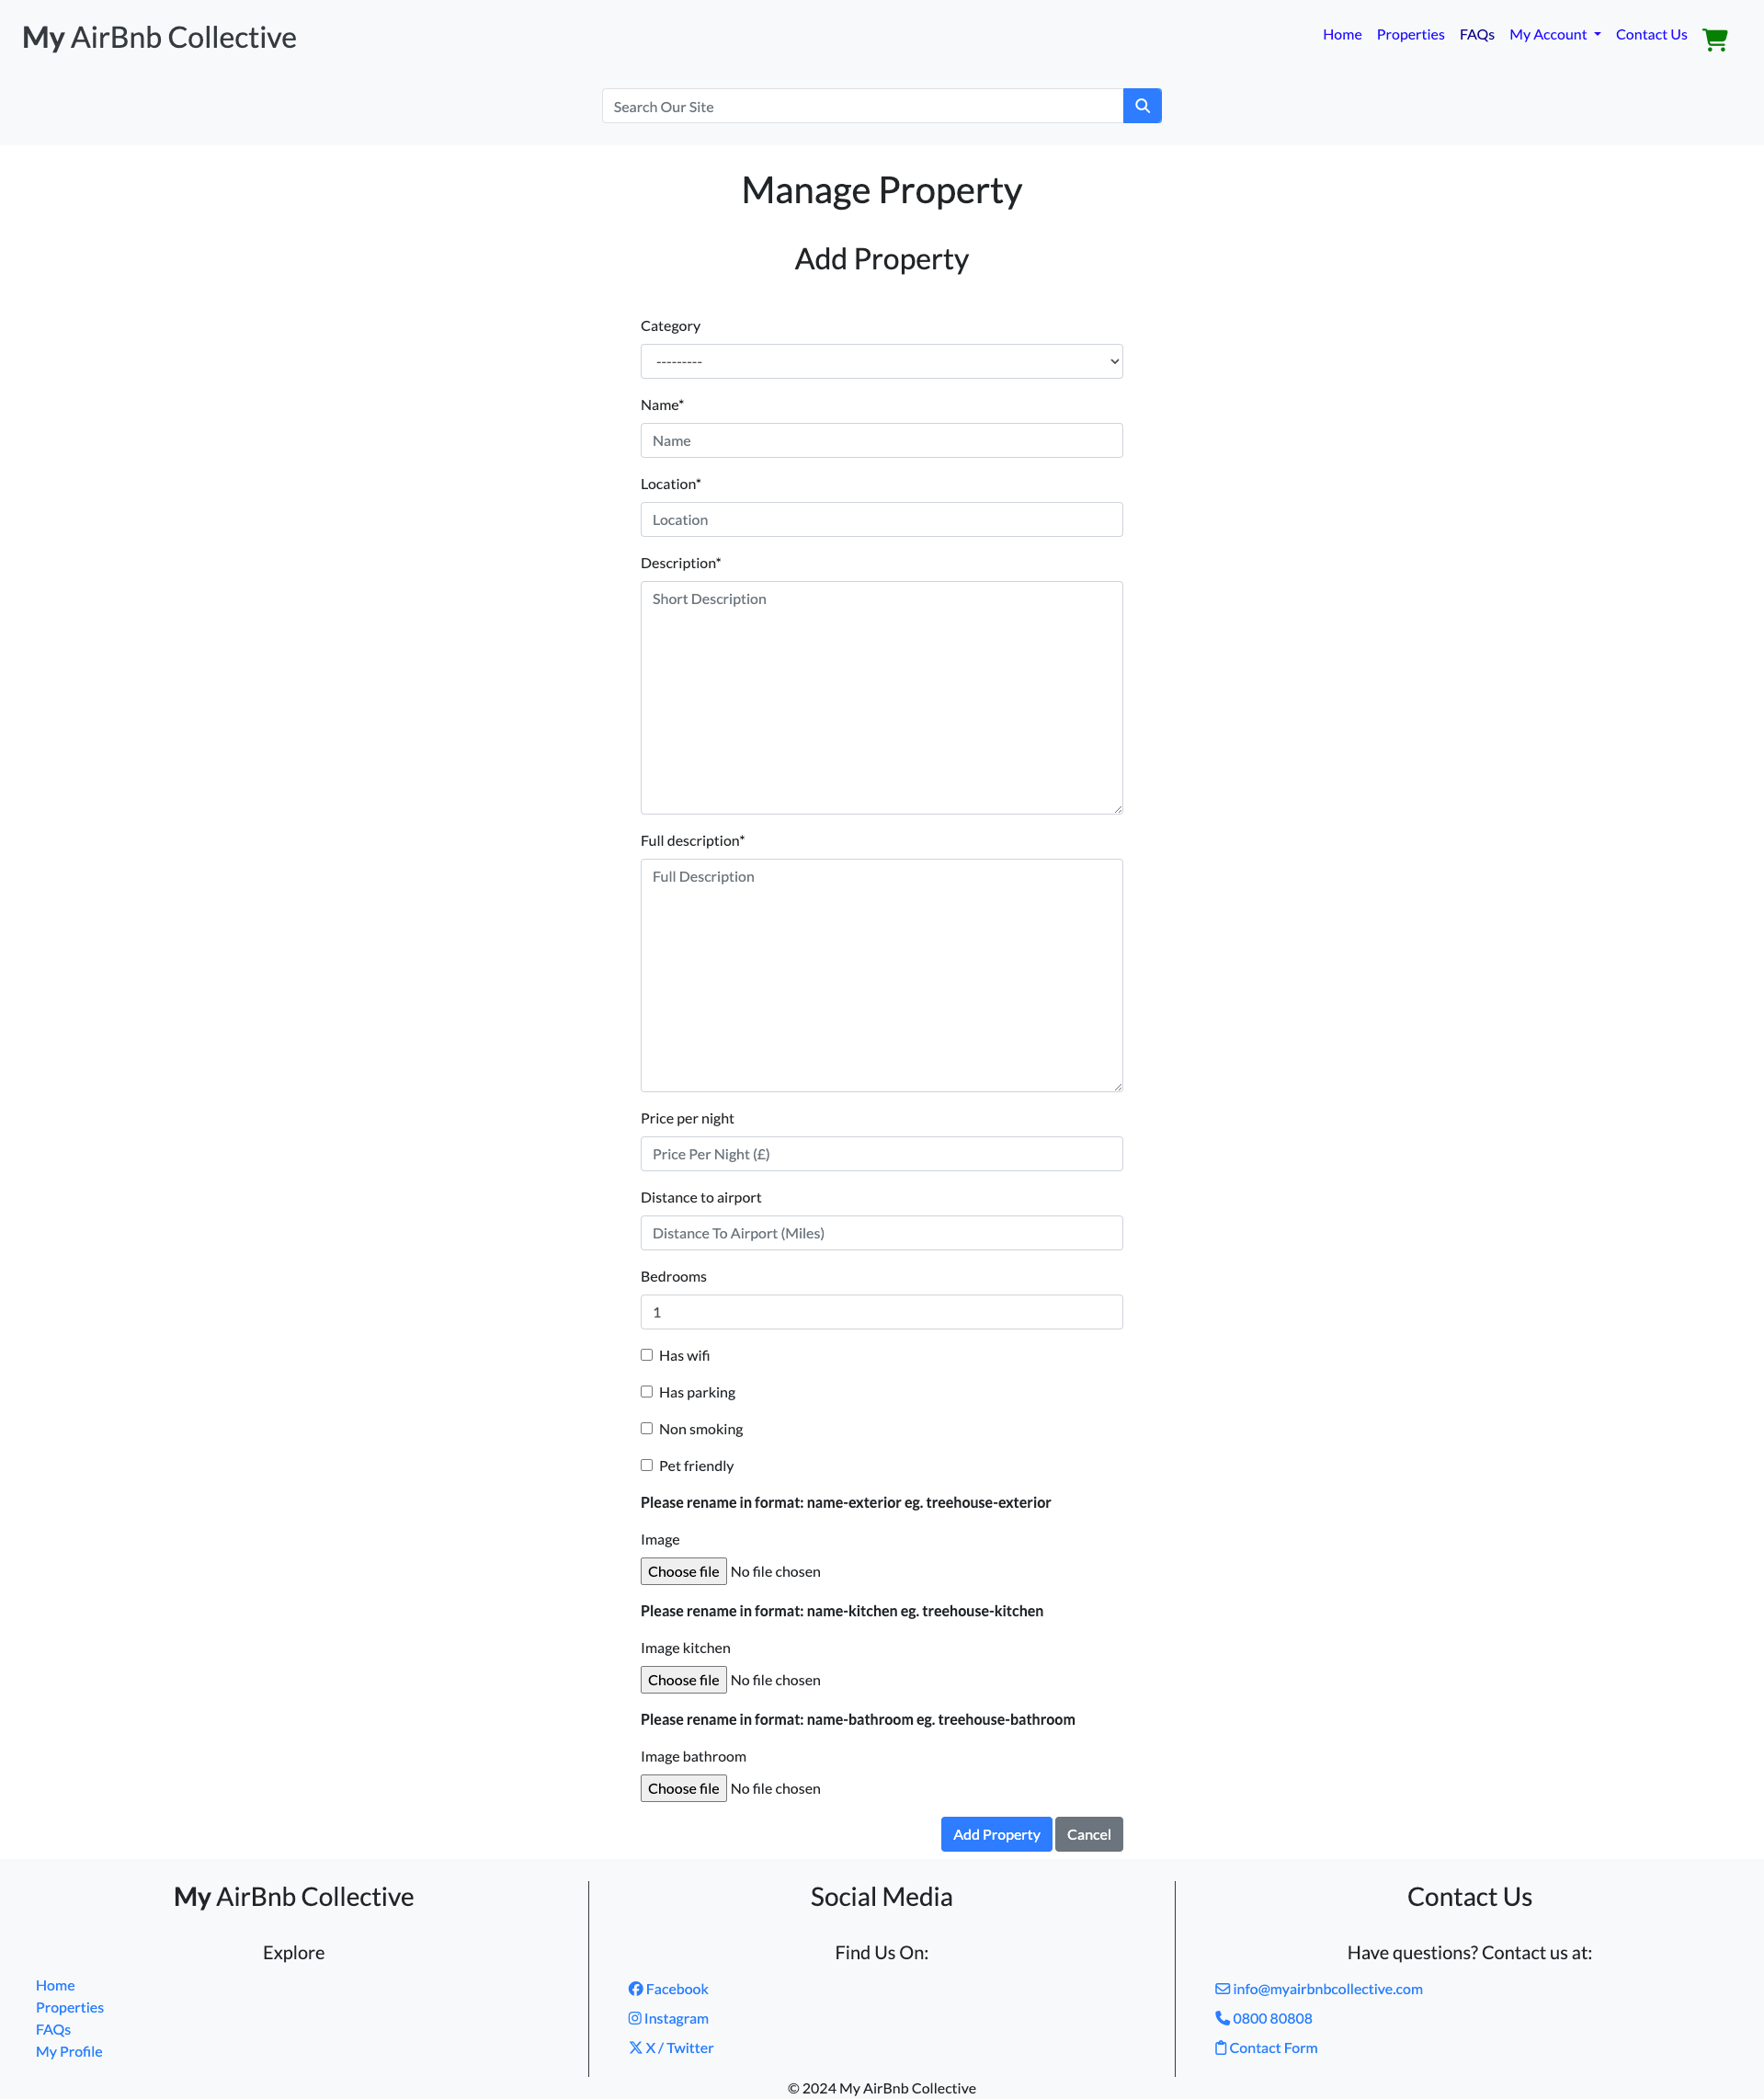 My AirBnb Collective
Home Properties FAQs My Account Contact Us
Search Our Site
Manage Property
Add Property
Category
---------
Name*
Name
Location*
Location
Description*
Short Description
Full description*
Full Description
Price per night
Price Per Night (£)
Distance to airport
Distance To Airport (Miles)
Bedrooms
1
Has wifi
Has parking
Non smoking
Pet friendly
Please rename in format: name-exterior eg. treehouse-exterior
Image
Choose file No file chosen
Please rename in format: name-kitchen eg. treehouse-kitchen
Image kitchen
Choose file No file chosen
Please rename in format: name-bathroom eg. treehouse-bathroom
Image bathroom
Choose file No file chosen
Add Property Cancel
My AirBnb Collective
Explore
Home
Properties
FAQs
My Profile
Social Media
Find Us On:
Facebook
Instagram
X / Twitter
Contact Us
Have questions? Contact us at:
info@myairbnbcollective.com
0800 80808
Contact Form
© 2024 My AirBnb Collective